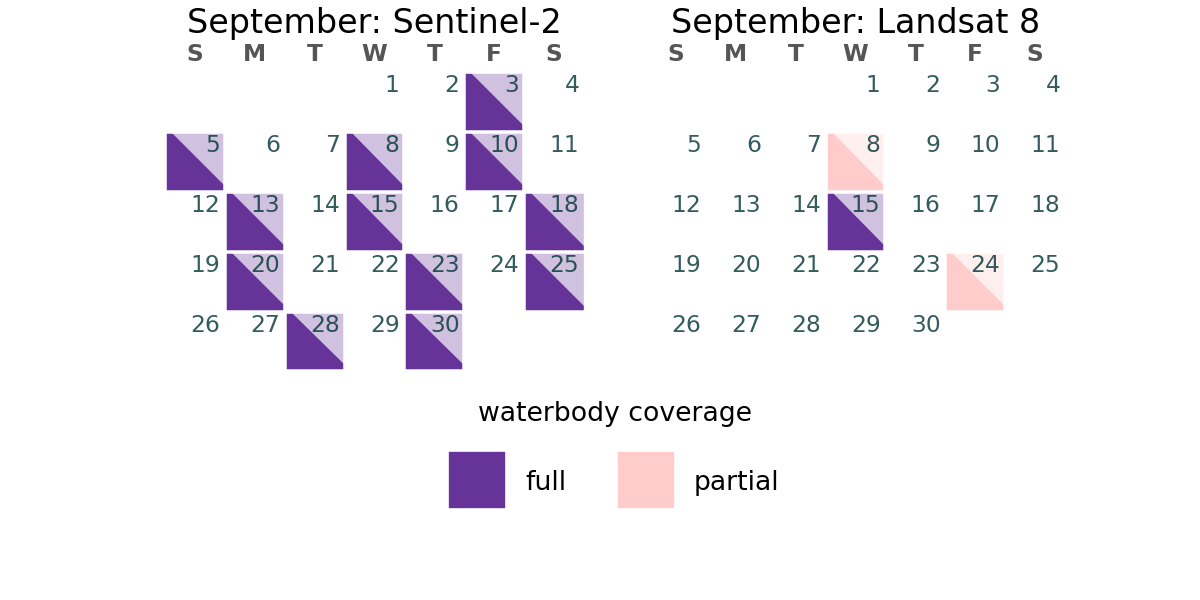 September: Sentinel-2
S M T W T F S
1 2 3 4
5 6 7 8 9 10 11
12 13 14 15 16 17 18
19 20 21 22 23 24 25
26 27 28 29 30
September: Landsat 8
S M T W T F S
1 2 3 4
5 6 7 8 9 10 11
12 13 14 15 16 17 18
19 20 21 22 23 24 25
26 27 28 29 30
waterbody coverage
full
partial